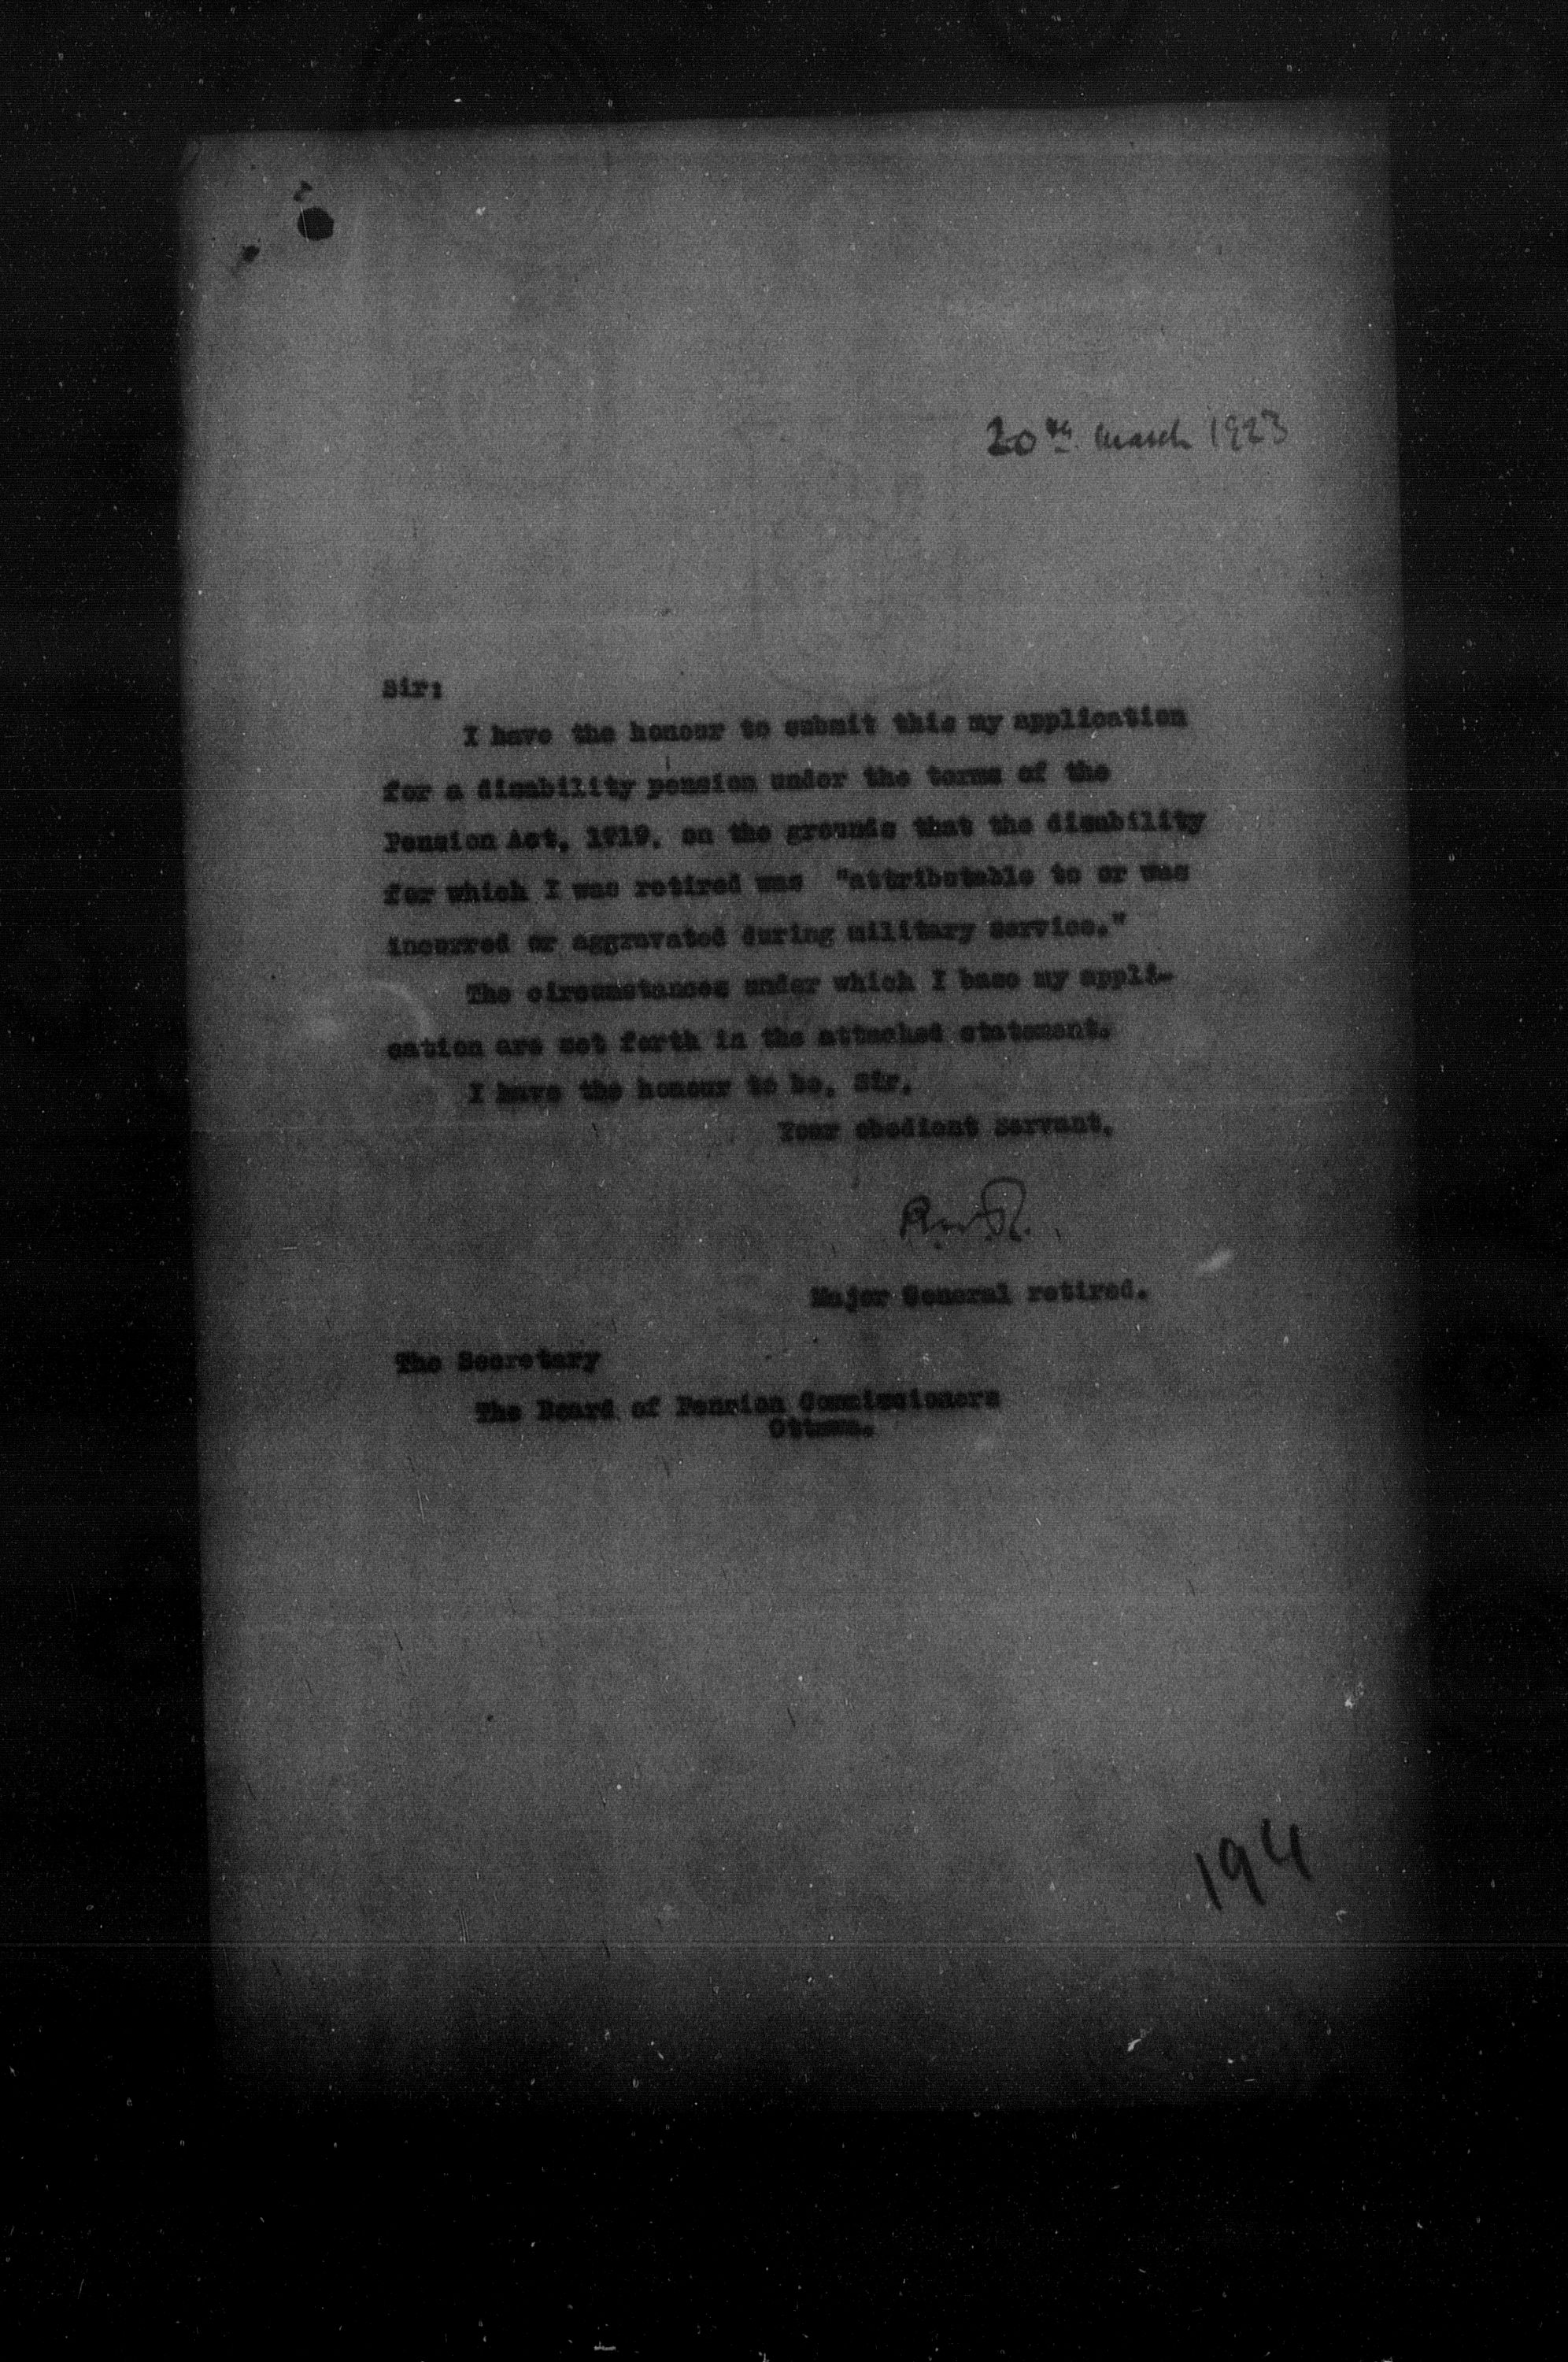 20th March 1923
Sir:
I have the honour to submit this my application
for a disability pension under the terms of the
Pension Act, 1919, on the grounds that the disability
for which I was retired was "attributable to or was
incurred or aggravated during military service."
The circumstances under which I base my appli-
cation are set forth in the attached statement.
I have the honour to be, Sir,
Your obedient Servant,
Major General retired.
The Secretary
The Board of Pension Commissioners
Ottawa.
194